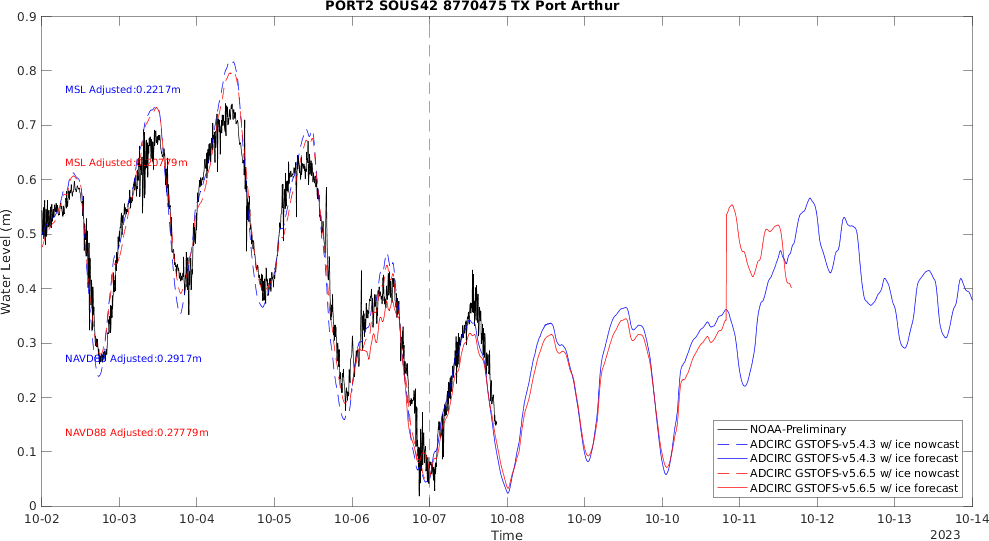 PORT2 SOUS42 8770475 TX Port Arthur
0.9
0.8
0.7
0.6
0.5
0.4
0.3
0.2
0.1
0
Water Level (m)
MSL Adjusted:0.2217m
MSL Adjusted:0.20779m
NAVD88 Adjusted:0.2917m
NAVD88 Adjusted:0.27779m
NOAA-Preliminary
ADCIRC GSTOFS-v5.4.3 w/ ice nowcast
ADCIRC GSTOFS-v5.4.3 w/ ice forecast
ADCIRC GSTOFS-v5.6.5 w/ ice nowcast
ADCIRC GSTOFS-v5.6.5 w/ ice forecast
10-02 10-03 10-04 10-05 10-06 10-07 10-08 10-09 10-10 10-11 10-12 10-13 10-14
Time
2023